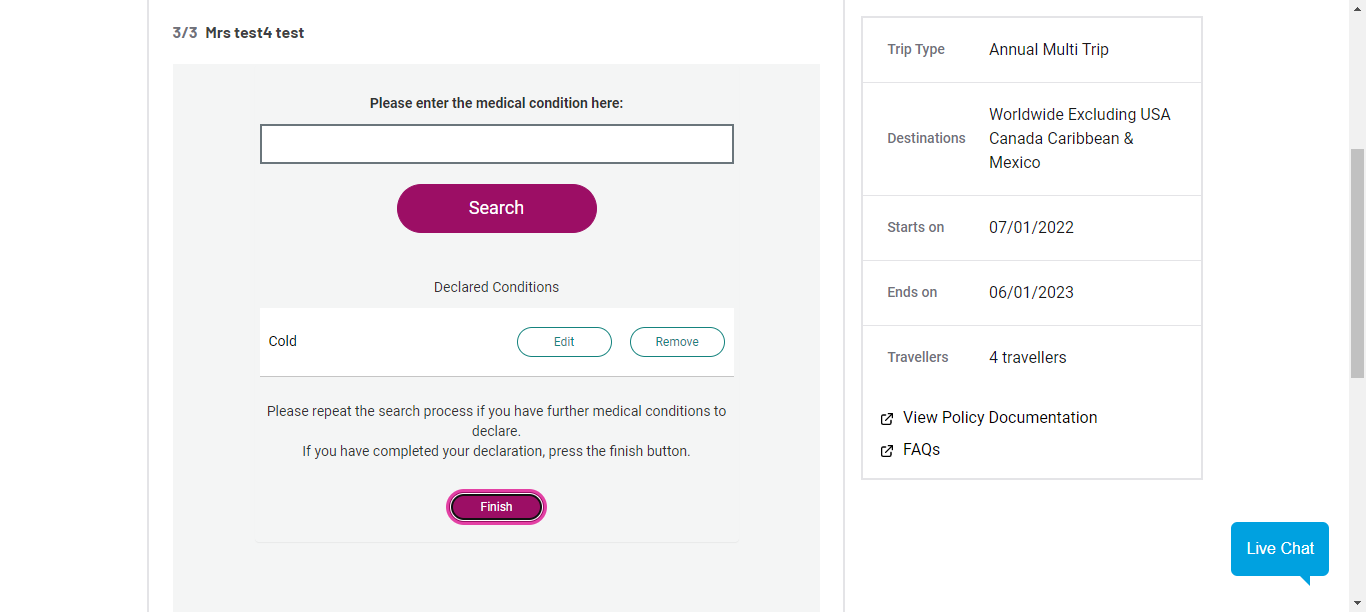 3/3 Mrs test4 test
Please enter the medical condition here:
Search
Declared Conditions
Cold
Edit
Remove
Please repeat the search process if you have further medical conditions to
declare.
If you have completed your declaration, press the finish button.
Finish
Trip Type
Annual Multi Trip
Destinations
Worldwide Excluding USA
Canada Caribbean &
Mexico
Starts on
07/01/2022
Ends on
06/01/2023
Travellers
4 travellers
View Policy Documentation
FAQs
Live Chat